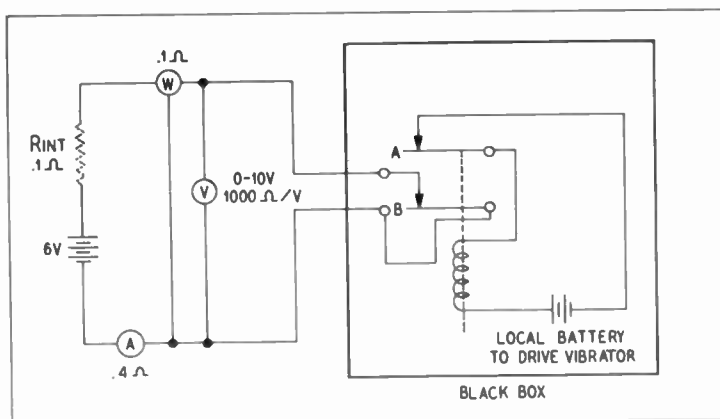 .1Ω
W
RINT
.1Ω
V
0-10V
1000 Ω/V
6V
A
.4Ω
A
B
LOCAL BATTERY
TO DRIVE VIBRATOR
BLACK BOX